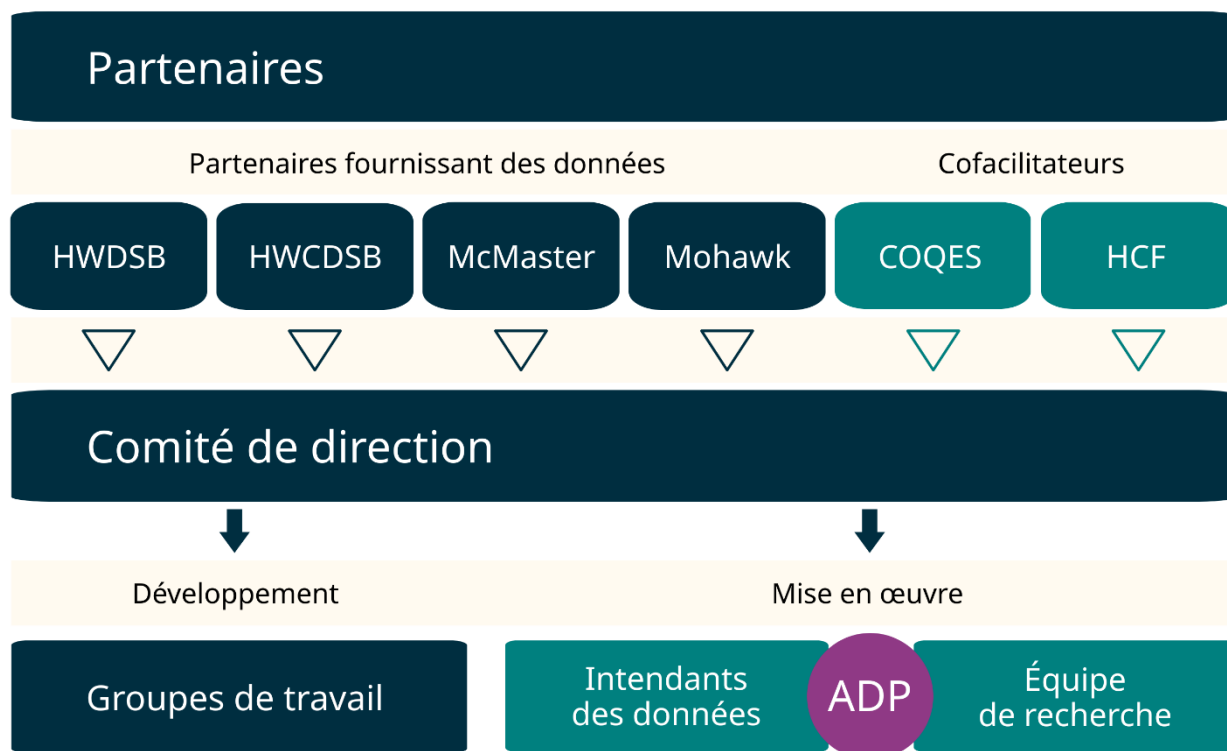 Partenaires
Partenaires fournissant des données
Cofacilitateurs
HWDSB
HWCDSB
McMaster
Mohawk
COQES
HCF
Comité de direction
Développement
Mise en œuvre
Groupes de travail
Intendants
des données
ADP
Équipe
de recherche